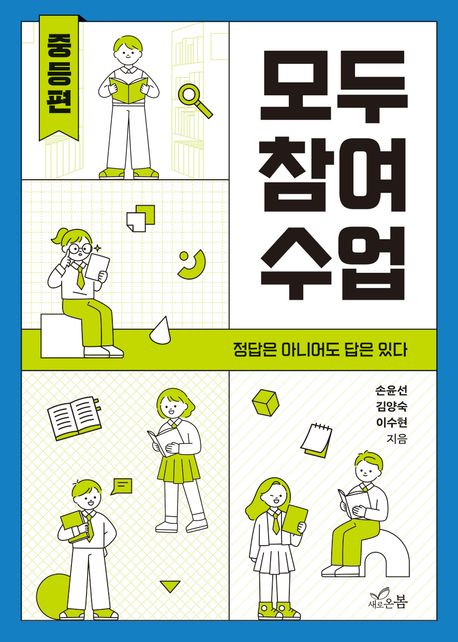 중등편
모두
참여
수업
정답은 아니어도 답은 있다
손윤선
김양숙
이수현
지음
새로온봄